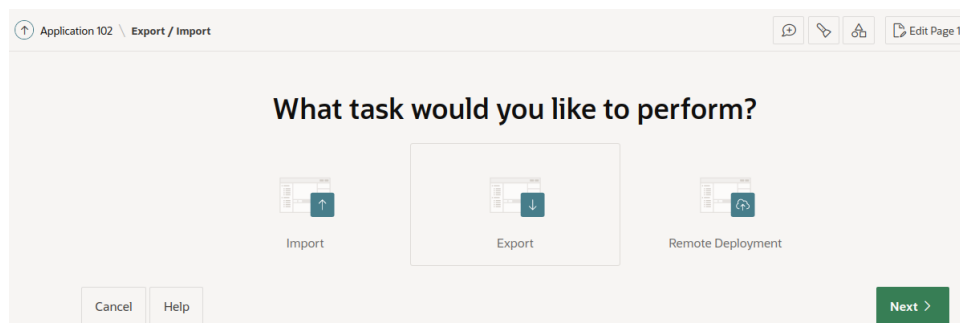 Application 102 \ Export / Import
Edit Page 1
What task would you like to perform?
Import
Export
Remote Deployment
Cancel
Help
Next >